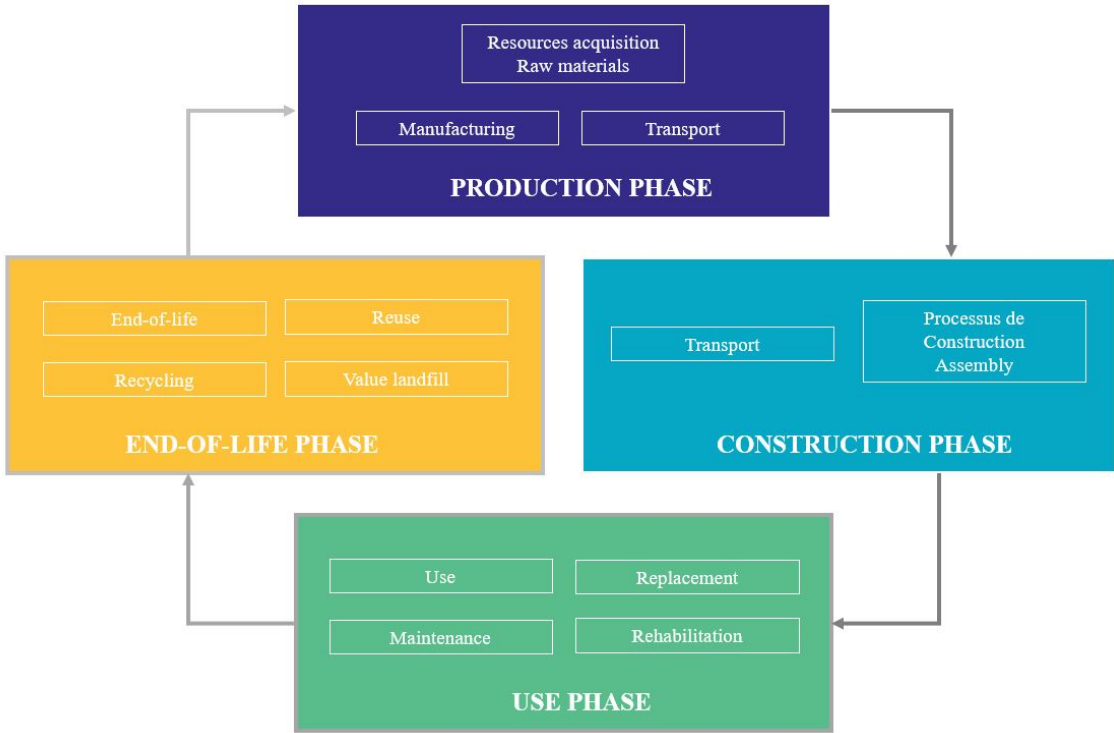 Resources acquisition
Raw materials
Manufacturing
Transport
PRODUCTION PHASE
End-of-life
Reuse
Recycling
Value landfill
END-OF-LIFE PHASE
Transport
Processus de
Construction
Assembly
CONSTRUCTION PHASE
Use
Replacement
Maintenance
Rehabilitation
USE PHASE